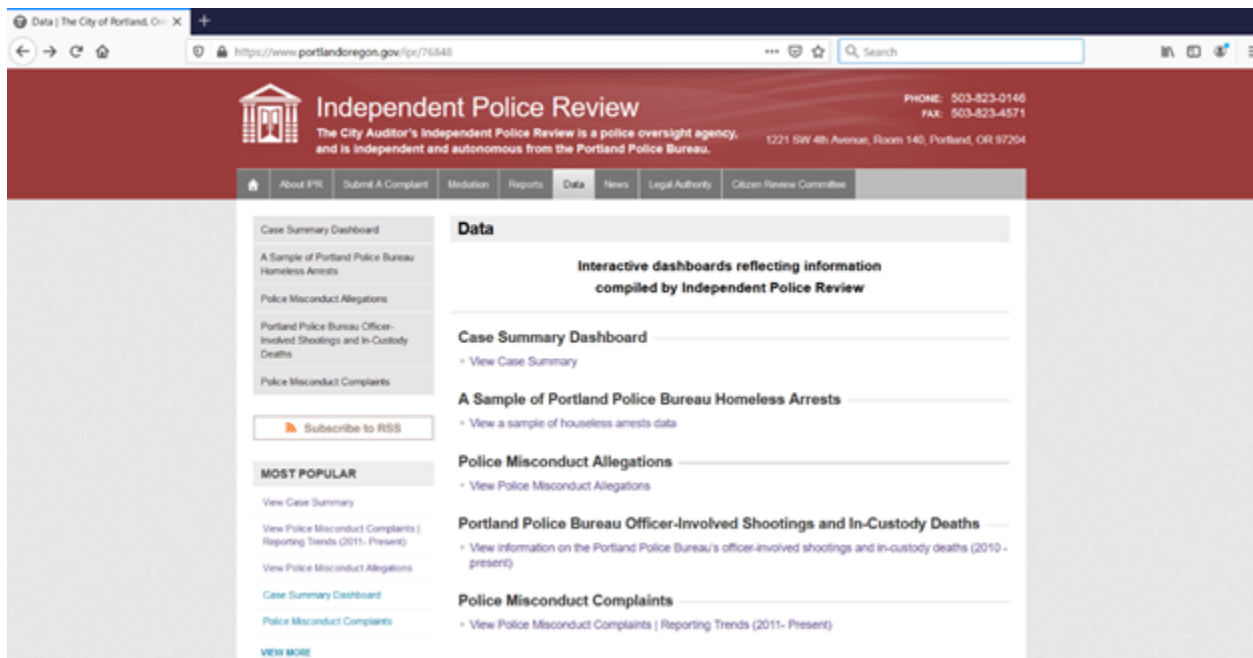 Data | The City of Portland, Or
https://www.portlandoregon.gov/ipr/76848
Search
Independent Police Review
The City Auditor's Independent Police Review is a police oversight agency,
and is independent and autonomous from the Portland Police Bureau.
PHONE: 503-823-0146
FAX: 503-823-4571
1221 SW 4th Avenue, Room 140, Portland, OR 97204
About IPR
Submit A Complaint
Mediation
Reports
Data
News
Legal Authority
Citizen Review Committee
Case Summary Dashboard
A Sample of Portland Police Bureau
Homeless Arrests
Police Misconduct Allegations
Portland Police Bureau Officer-
Involved Shootings and In-Custody
Deaths
Police Misconduct Complaints
Subscribe to RSS
MOST POPULAR
View Case Summary
View Police Misconduct Complaints |
Reporting Trends (2011- Present)
View Police Misconduct Allegations
Case Summary Dashboard
Police Misconduct Complaints
VIEW MORE
Data
Interactive dashboards reflecting information
compiled by Independent Police Review
Case Summary Dashboard
View Case Summary
A Sample of Portland Police Bureau Homeless Arrests
View a sample of houseless arrests data
Police Misconduct Allegations
View Police Misconduct Allegations
Portland Police Bureau Officer-Involved Shootings and In-Custody Deaths
View information on the Portland Police Bureau's officer-involved shootings and in-custody deaths (2010 -
present)
Police Misconduct Complaints
View Police Misconduct Complaints | Reporting Trends (2011- Present)